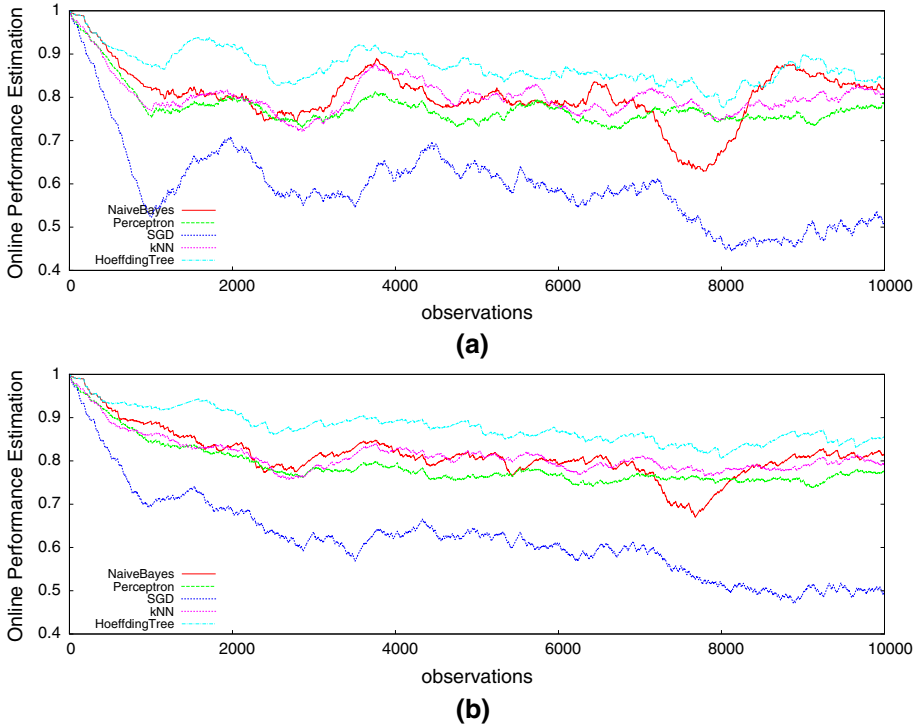 Online Performance Estimation
1
0.9
0.8
0.7
0.6
0.5
0.4
NaiveBayes
Perceptron
SGD
kNN
HoeffdingTree
0 2000 4000 6000 8000 10000
observations
(a)
Online Performance Estimation
1
0.9
0.8
0.7
0.6
0.5
0.4
NaiveBayes
Perceptron
SGD
kNN
HoeffdingTree
0 2000 4000 6000 8000 10000
observations
(b)